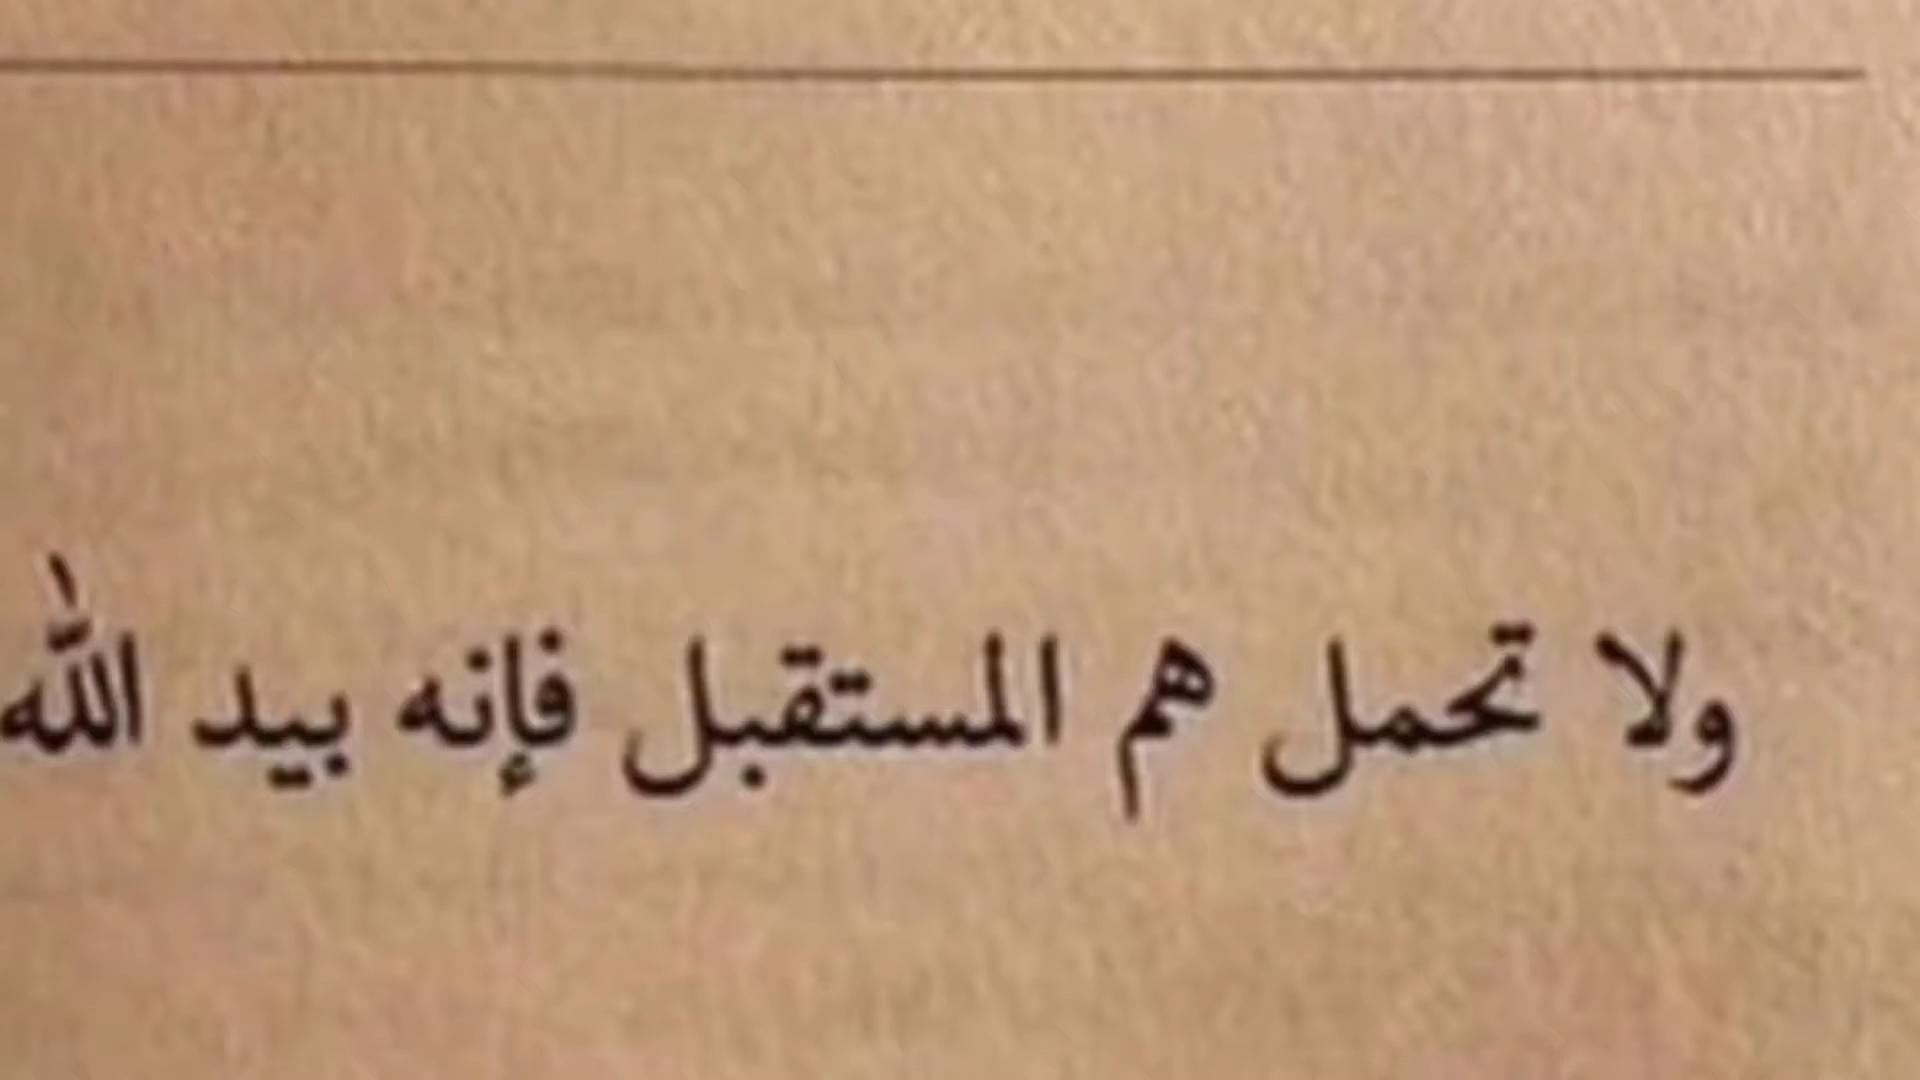 ولا تحمل هم المستقبل فإنه بيد الله